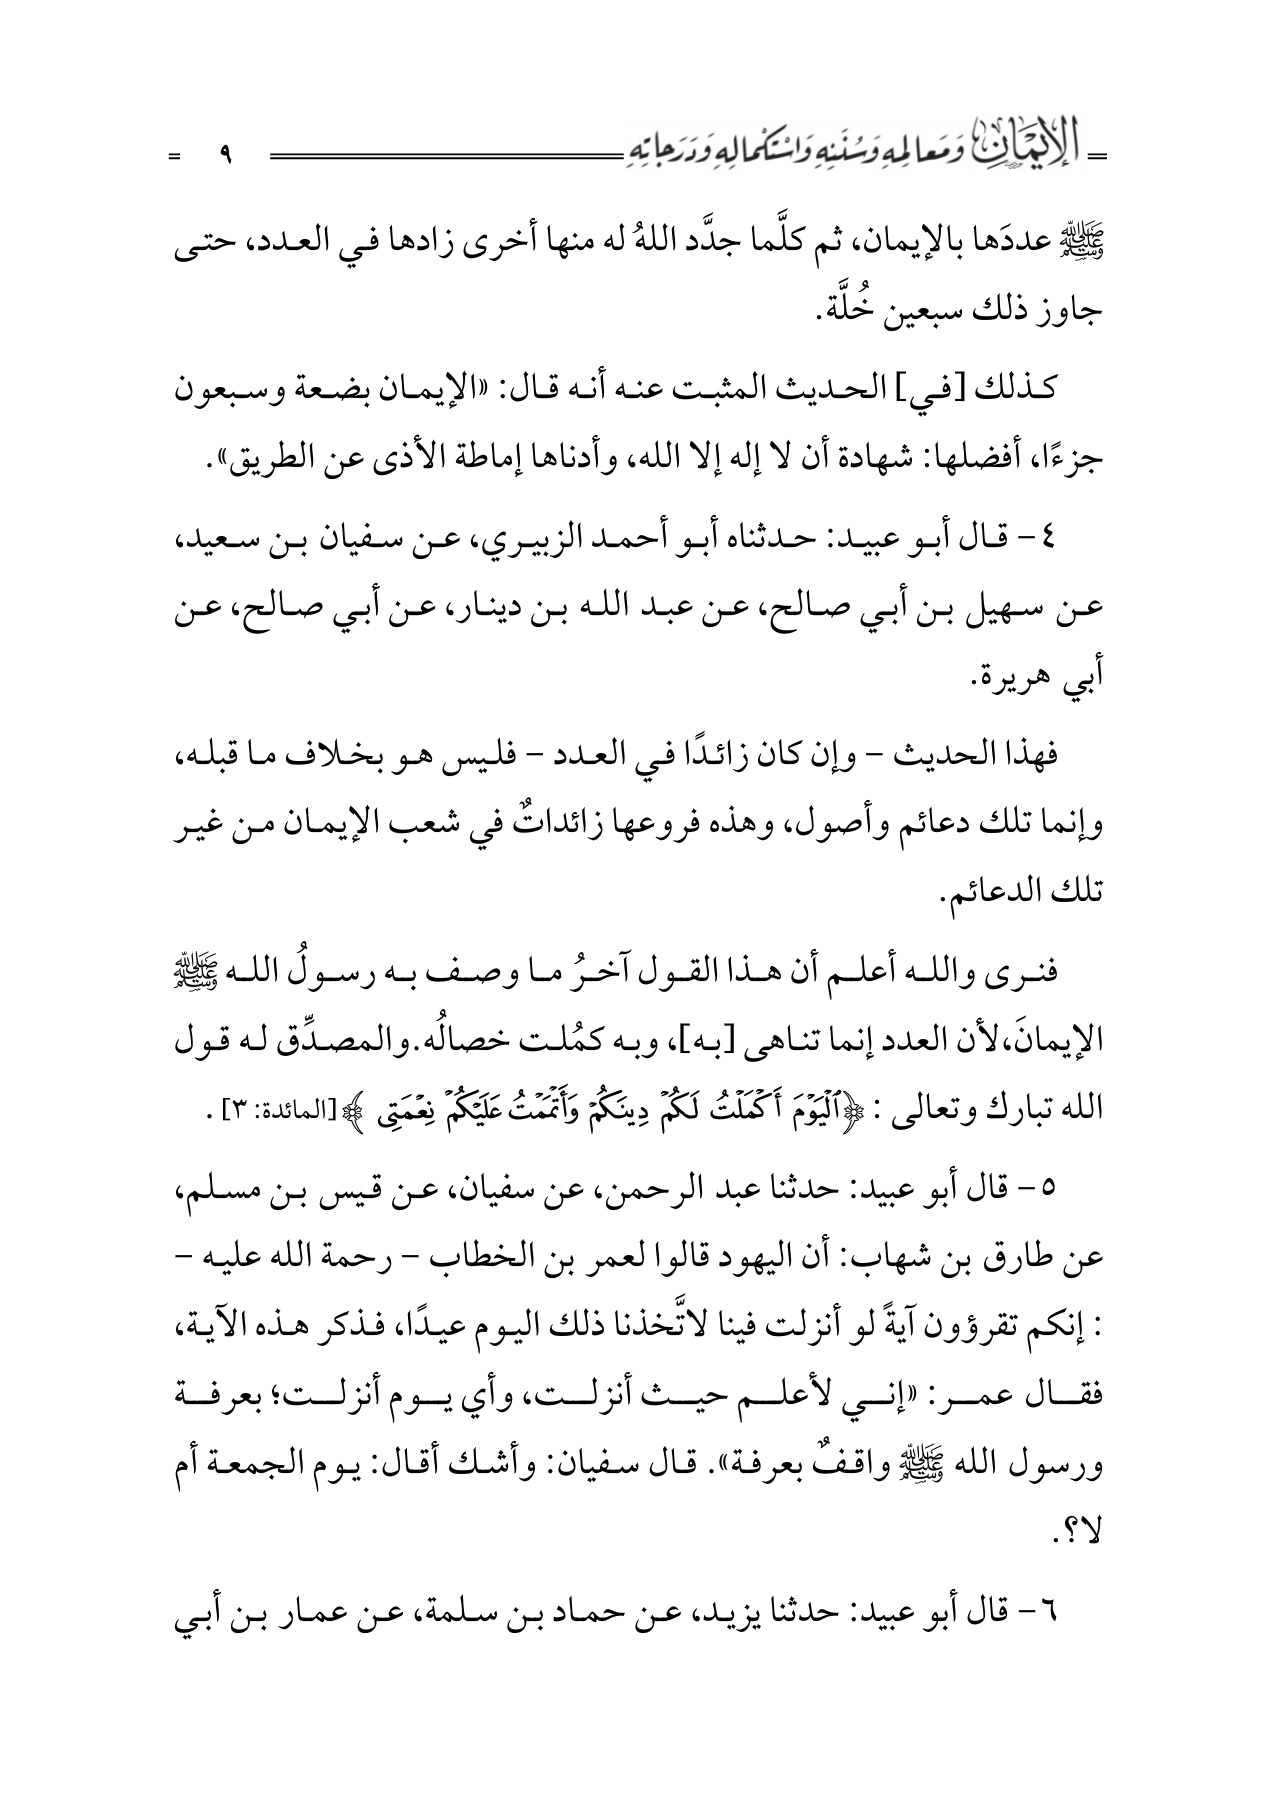 الإِيْمَانُ وَمَعالمِهِ وَسُنَنِهِ وَاسْتِكْمالِهِ وَدَرَجاتِهِ ٩
ﷺ عددَها بالإيمان، ثم كلَّما جدَّد اللهُ له منها أخرى زادها في العدد، حتى
جاوز ذلك سبعين خُلَّة.
كذلك [في] الحديث المثبت عنه أنه قال: «الإيمان بضعة وسبعون
جزءًا، أفضلها: شهادة أن لا إله إلا الله، وأدناها إماطة الأذى عن الطريق».
٤- قال أبو عبيد: حدثناه أبو أحمد الزبيري، عن سفيان بن سعيد،
عن سهيل بن أبي صالح، عن عبد الله بن دينار، عن أبي صالح، عن
أبي هريرة.
فهذا الحديث – وإن كان زائدًا في العدد – فليس هو بخلاف ما قبله،
وإنما تلك دعائم وأصول، وهذه فروعها زائداتٌ في شعب الإيمان من غير
تلك الدعائم.
فنرى والله أعلم أن هذا القول آخرُ ما وصف به رسولُ الله ﷺ
الإيمانَ،لأن العدد إنما تناهى [به]، وبه كمُلت خصالُه.والمصدِّق له قول
الله تبارك وتعالى : ﴿ٱلۡيَوۡمَ أَكۡمَلۡتُ لَكُمۡ دِينَكُمۡ وَأَتۡمَمۡتُ عَلَيۡكُمۡ نِعۡمَتِى ﴾[المائدة: ٣] .
٥- قال أبو عبيد: حدثنا عبد الرحمن، عن سفيان، عن قيس بن مسلم،
عن طارق بن شهاب: أن اليهود قالوا لعمر بن الخطاب – رحمة الله عليه –
: إنكم تقرؤون آيةً لو أنزلت فينا لاتَّخذنا ذلك اليوم عيدًا، فذكر هذه الآية،
فقال عمر: «إني لأعلم حيث أنزلت، وأي يوم أنزلت؛ بعرفة
ورسول الله ﷺ واقفٌ بعرفة». قال سفيان: وأشك أقال: يوم الجمعة أم
لا؟.
٦- قال أبو عبيد: حدثنا يزيد، عن حماد بن سلمة، عن عمار بن أبي